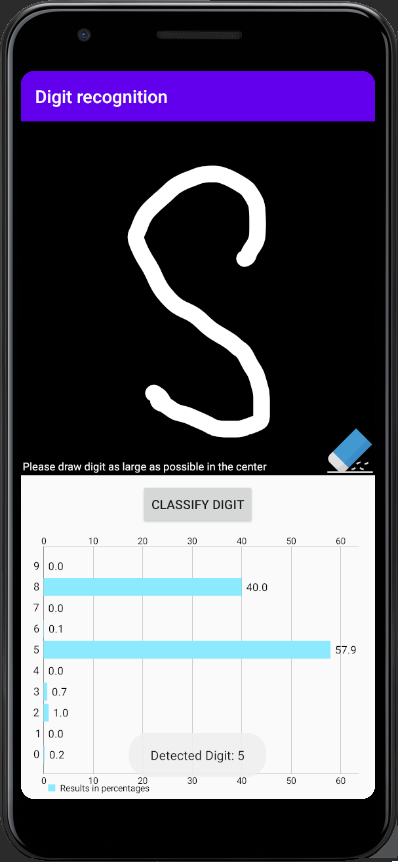 Digit recognition
S
Please draw digit as large as possible in the center
CLASSIFY DIGIT
0 10 20 30 40 50 60
9 0.0
8 40.0
7 0.0
6 0.1
5 57.9
4 0.0
3 0.7
2 1.0
1 0.0
0 0.2
Detected Digit: 5
0 10 20 30 40 50 60
Results in percentages